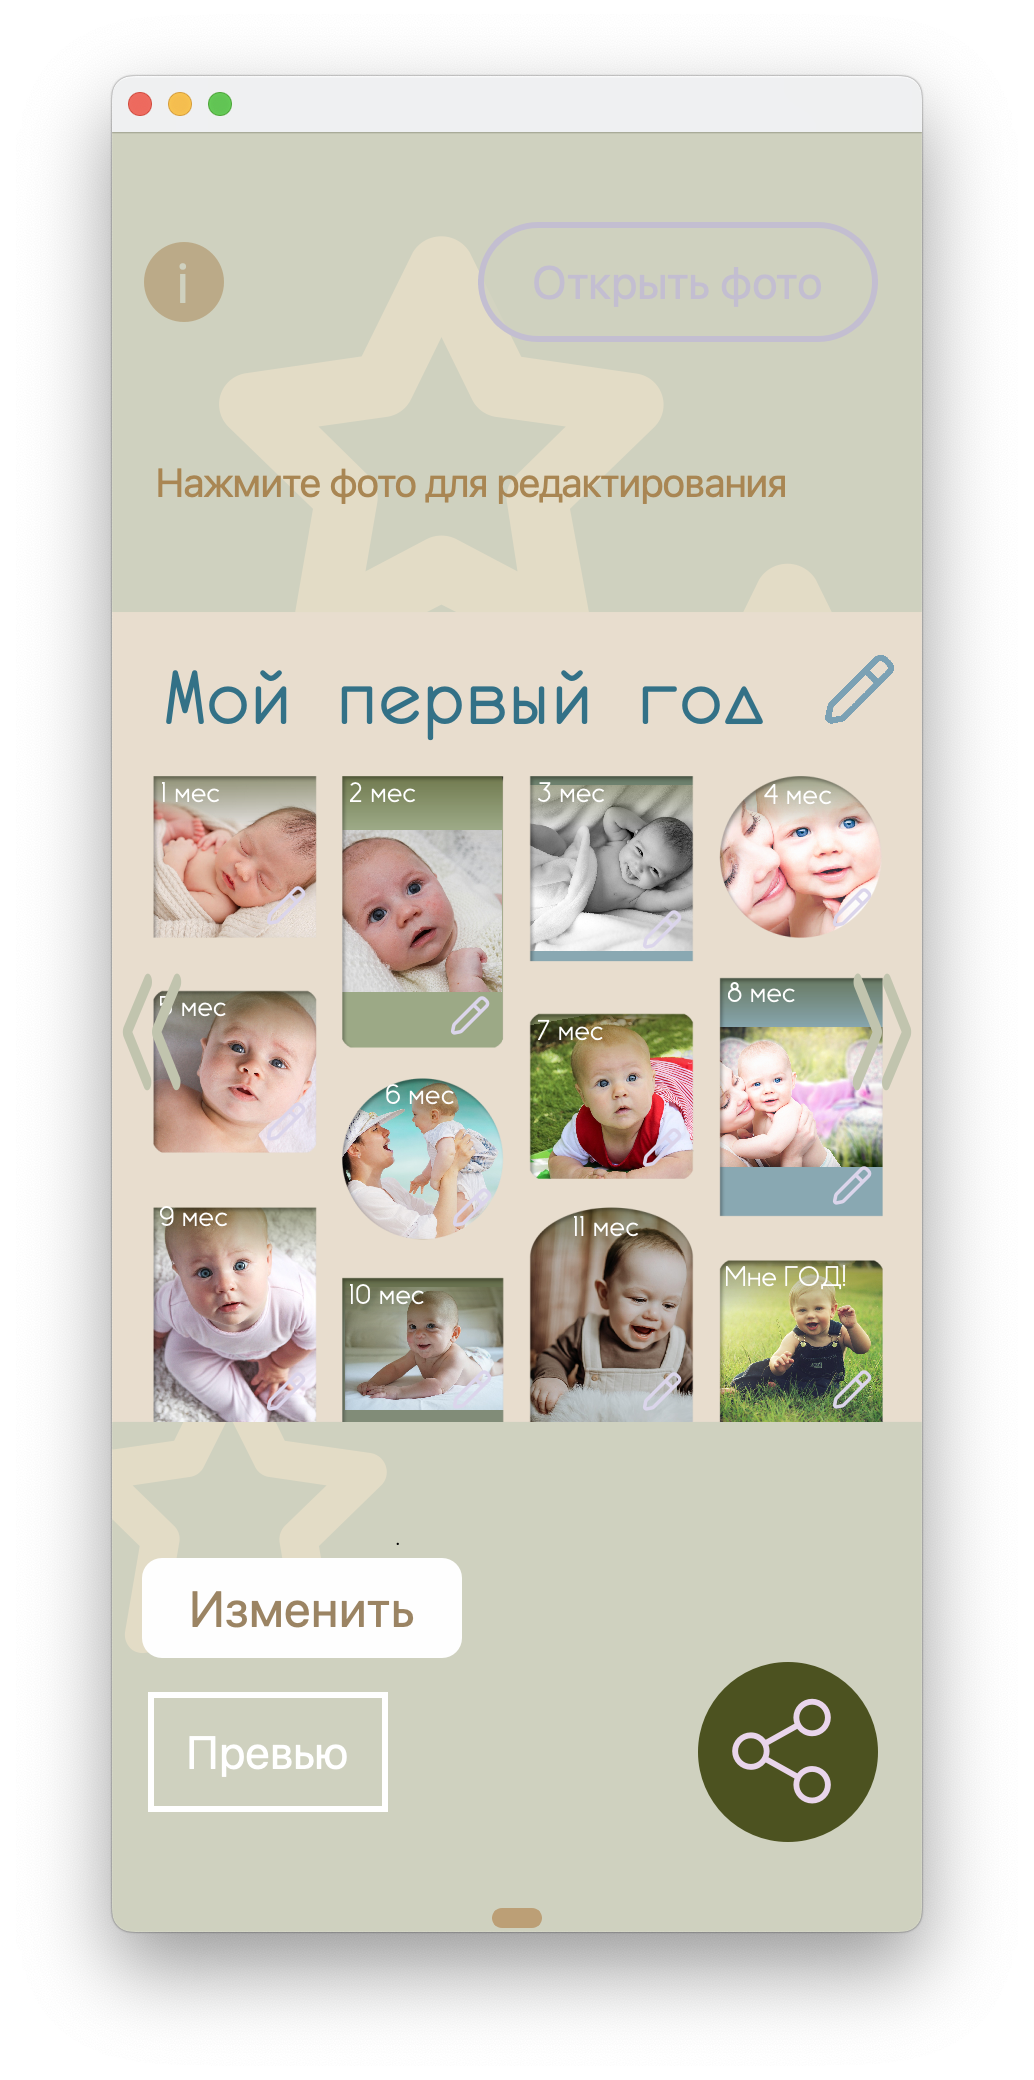 i
Открыть фото
Нажмите фото для редактирования
Мой первый год
1 мес
2 мес
3 мес
4 мес
5 мес
6 мес
7 мес
8 мес
9 мес
10 мес
11 мес
Мне ГОД!
Изменить
Превью